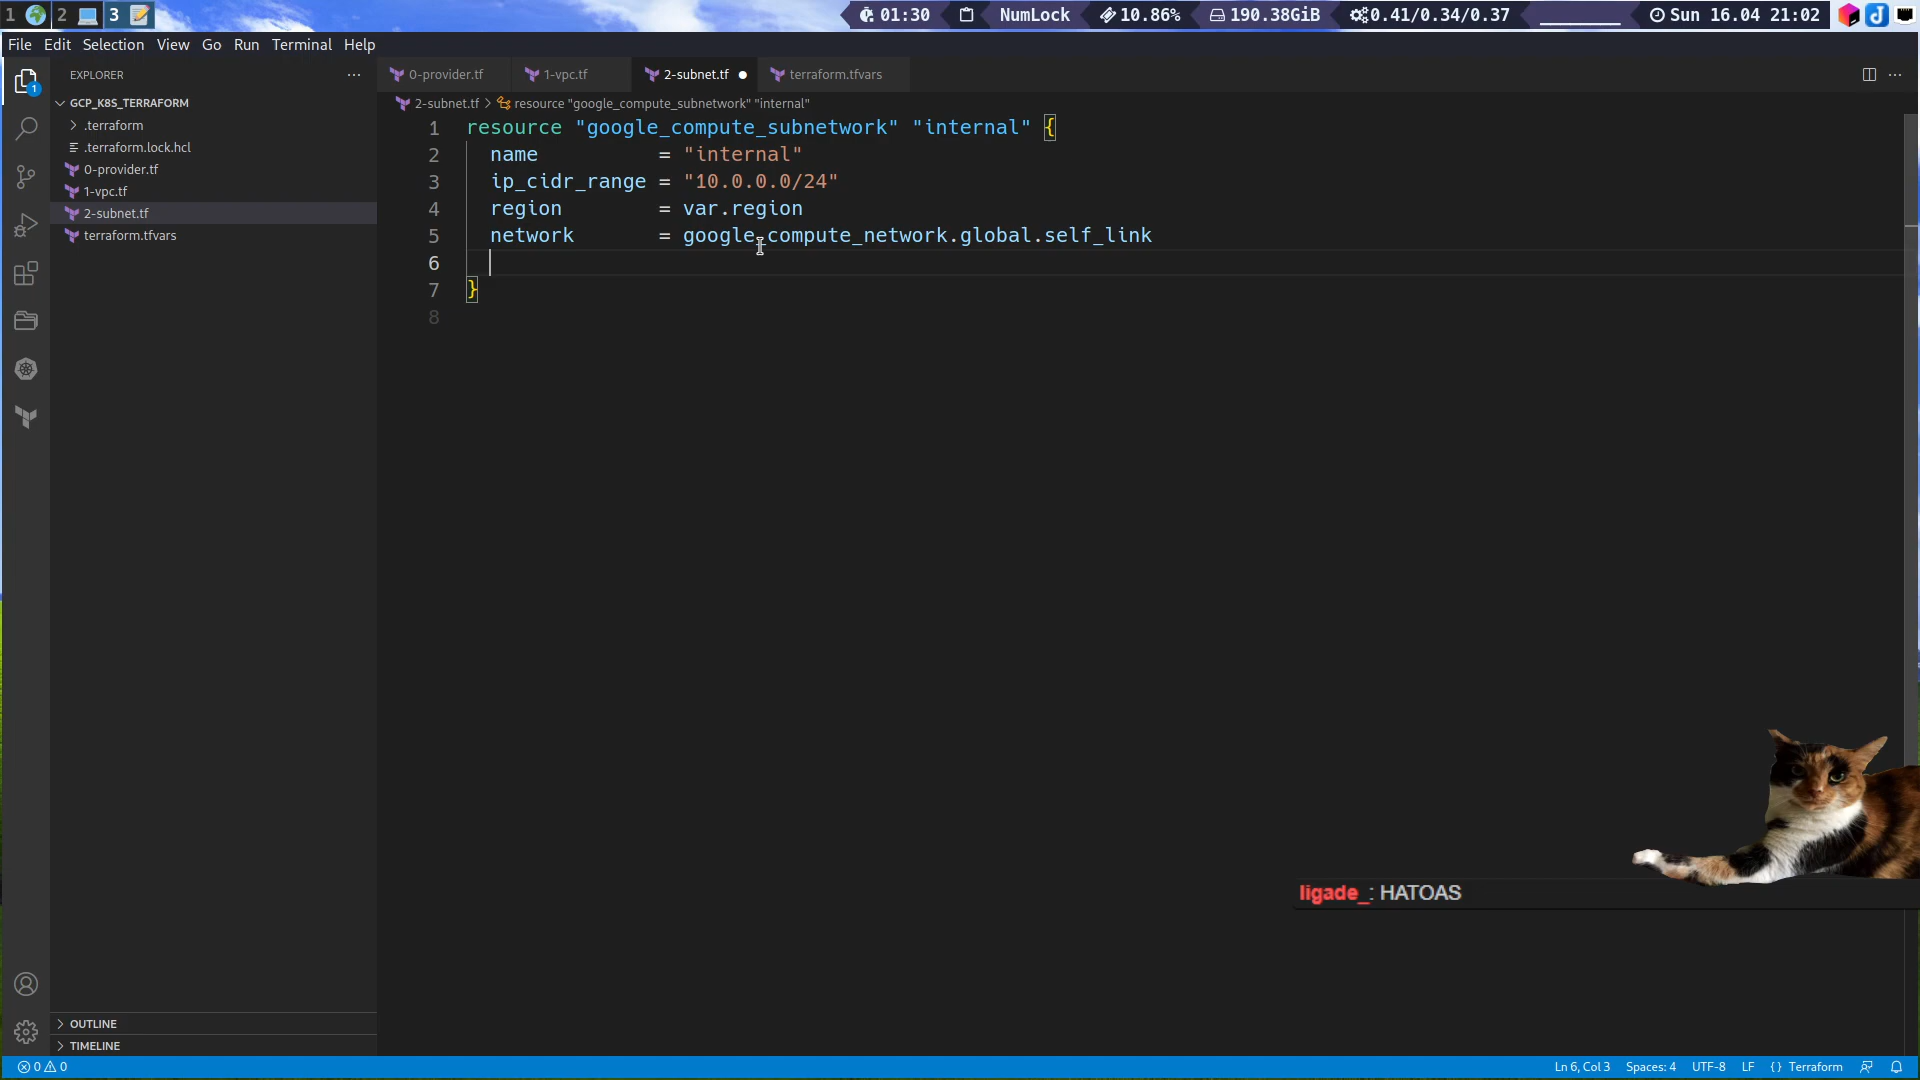 1 2 3 01:30 NumLock 10.86% 190.38GiB 0.41/0.34/0.37 Sun 16.04 21:02
File Edit Selection View Go Run Terminal Help
EXPLORER ···
GCP_K8S_TERRAFORM
.terraform
.terraform.lock.hcl
0-provider.tf
1-vpc.tf
2-subnet.tf
terraform.tfvars
OUTLINE
TIMELINE
0-provider.tf 1-vpc.tf 2-subnet.tf ● terraform.tfvars ···
2-subnet.tf > resource "google_compute_subnetwork" "internal"
1 resource "google_compute_subnetwork" "internal" {
2 name = "internal"
3 ip_cidr_range = "10.0.0.0/24"
4 region = var.region
5 network = google_compute_network.global.self_link
6
7 }
8
ligade_: HATOAS
0 0 Ln 6, Col 3 Spaces: 4 UTF-8 LF {} Terraform